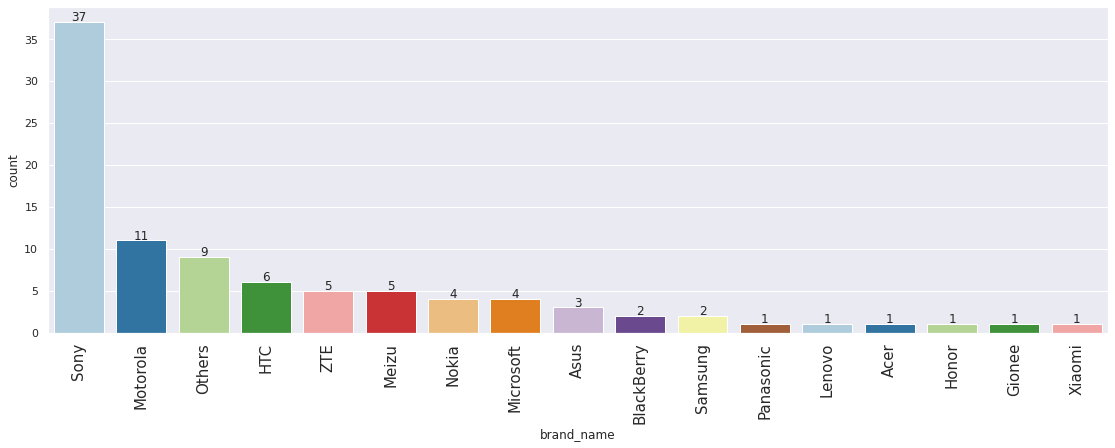 37
35
30
25
20
15
10
5
0
count
11
9
6
5
5
4
4
3
2
2
1
1
1
1
1
1
Sony
Motorola
Others
HTC
ZTE
Meizu
Nokia
Microsoft
Asus
BlackBerry
Samsung
Panasonic
Lenovo
Acer
Honor
Gionee
Xiaomi
brand_name